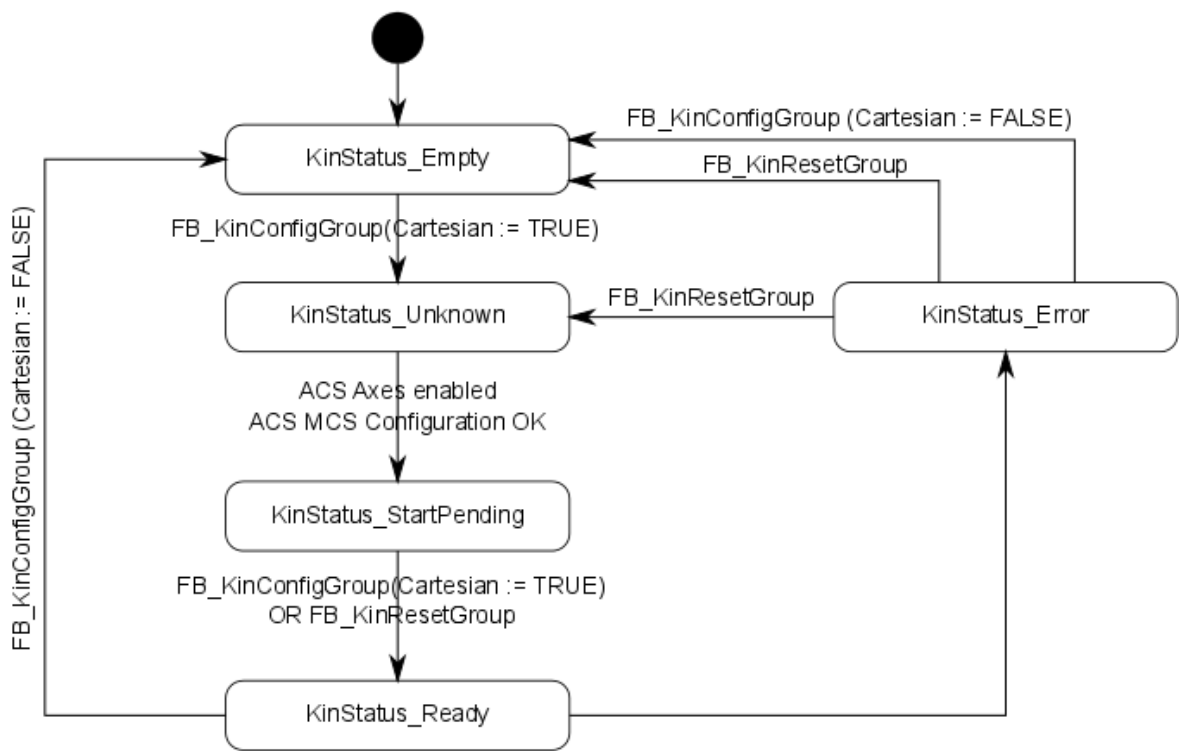 FB_KinConfigGroup (Cartesian := FALSE)
KinStatus_Empty
FB_KinResetGroup
FB_KinConfigGroup(Cartesian := TRUE)
FB_KinConfigGroup (Cartesian := FALSE)
FB_KinResetGroup
KinStatus_Unknown
KinStatus_Error
ACS Axes enabled
ACS MCS Configuration OK
KinStatus_StartPending
FB_KinConfigGroup(Cartesian := TRUE)
OR FB_KinResetGroup
KinStatus_Ready